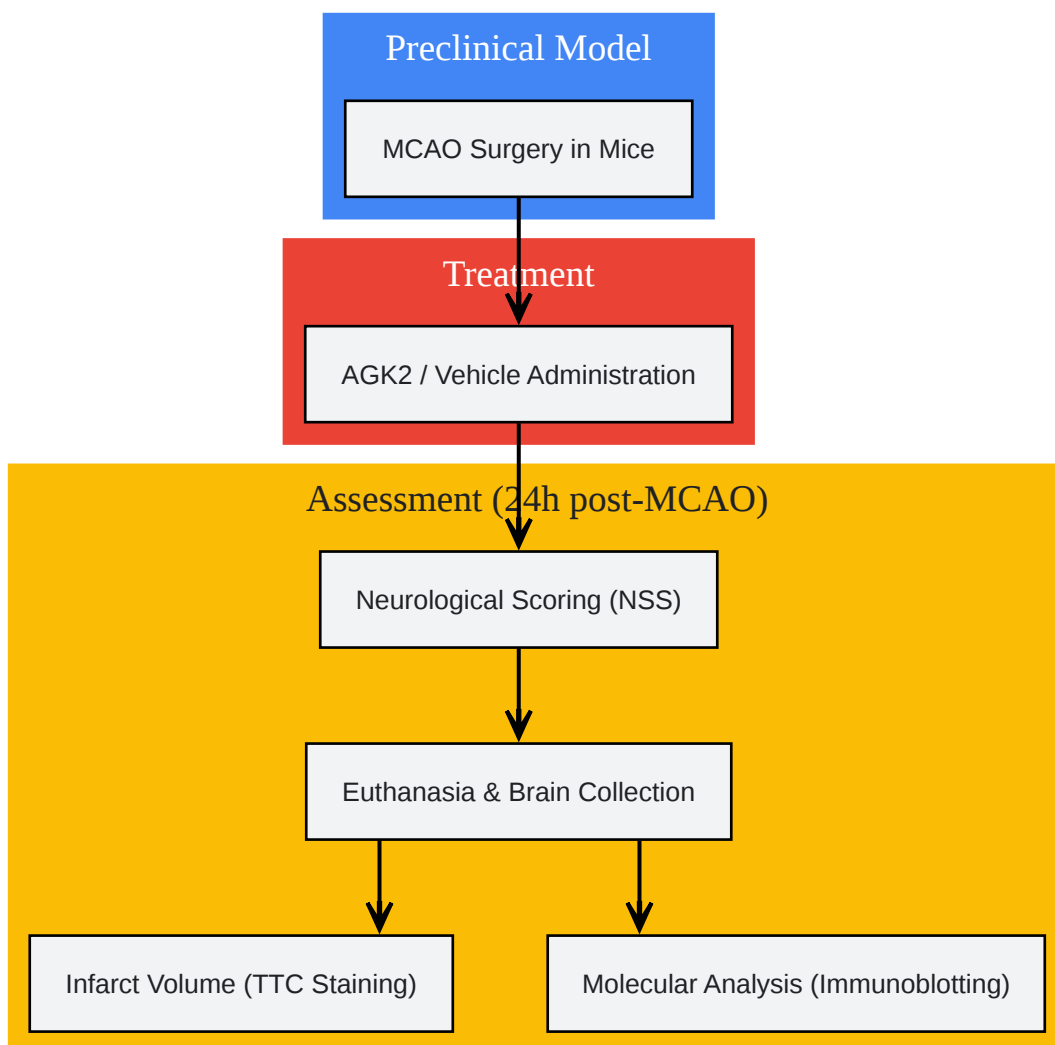 Preclinical Model
MCAO Surgery in Mice
Treatment
AGK2 / Vehicle Administration
Assessment (24h post-MCAO)
Neurological Scoring (NSS)
Euthanasia & Brain Collection
Infarct Volume (TTC Staining)
Molecular Analysis (Immunoblotting)